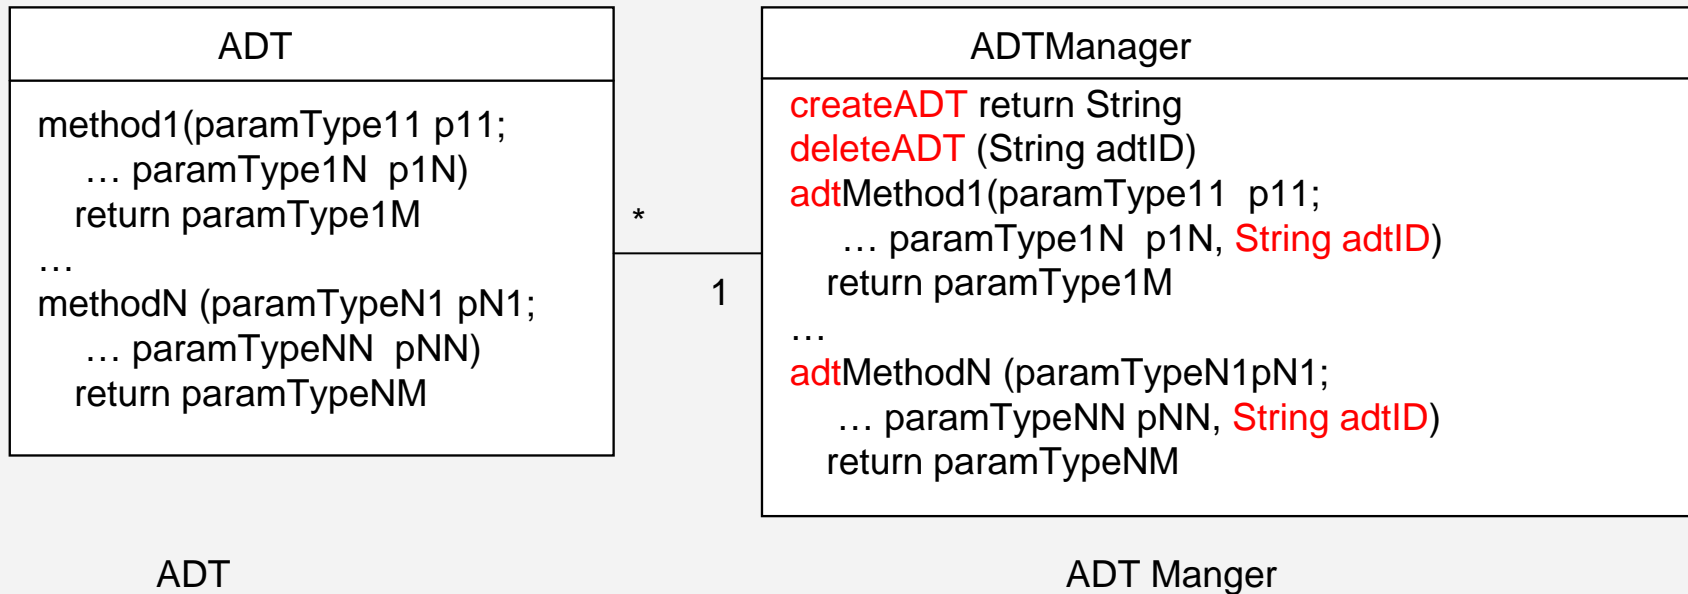 ADT
method1(paramType11 p11;
… paramType1N p1N)
return paramType1M
…
methodN (paramTypeN1 pN1;
… paramTypeNN pNN)
return paramTypeNM
*
1
ADTManager
createADT return String
deleteADT (String adtID)
adtMethod1(paramType11 p11;
… paramType1N p1N, String adtID)
return paramType1M
…
adtMethodN (paramTypeN1pN1;
… paramTypeNN pNN, String adtID)
return paramTypeNM
ADT
ADT Manger